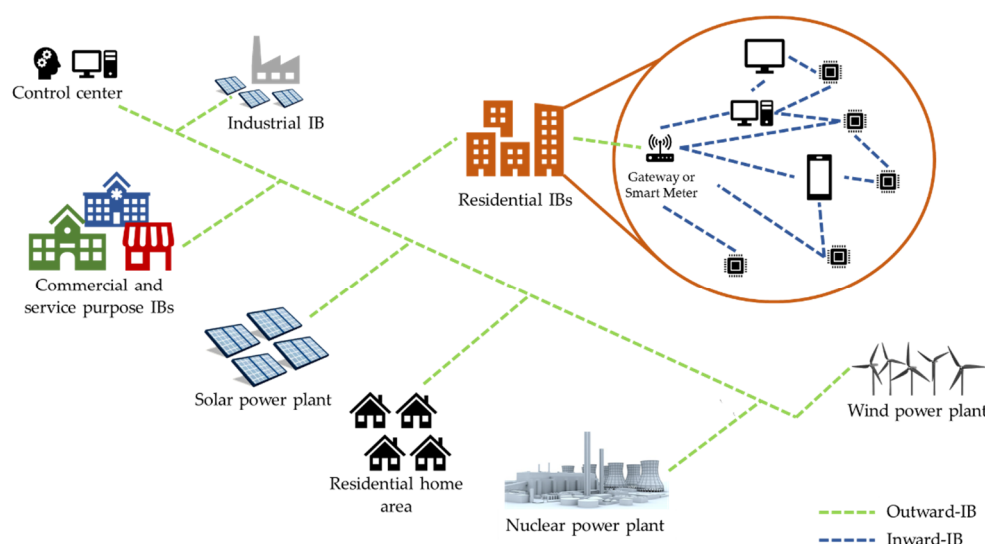 Control center
Industrial IB
Residential IBs
Gateway or
Smart Meter
Commercial and
service purpose IBs
Solar power plant
Residential home
area
Nuclear power plant
Wind power plant
Outward-IB
Inward-IB